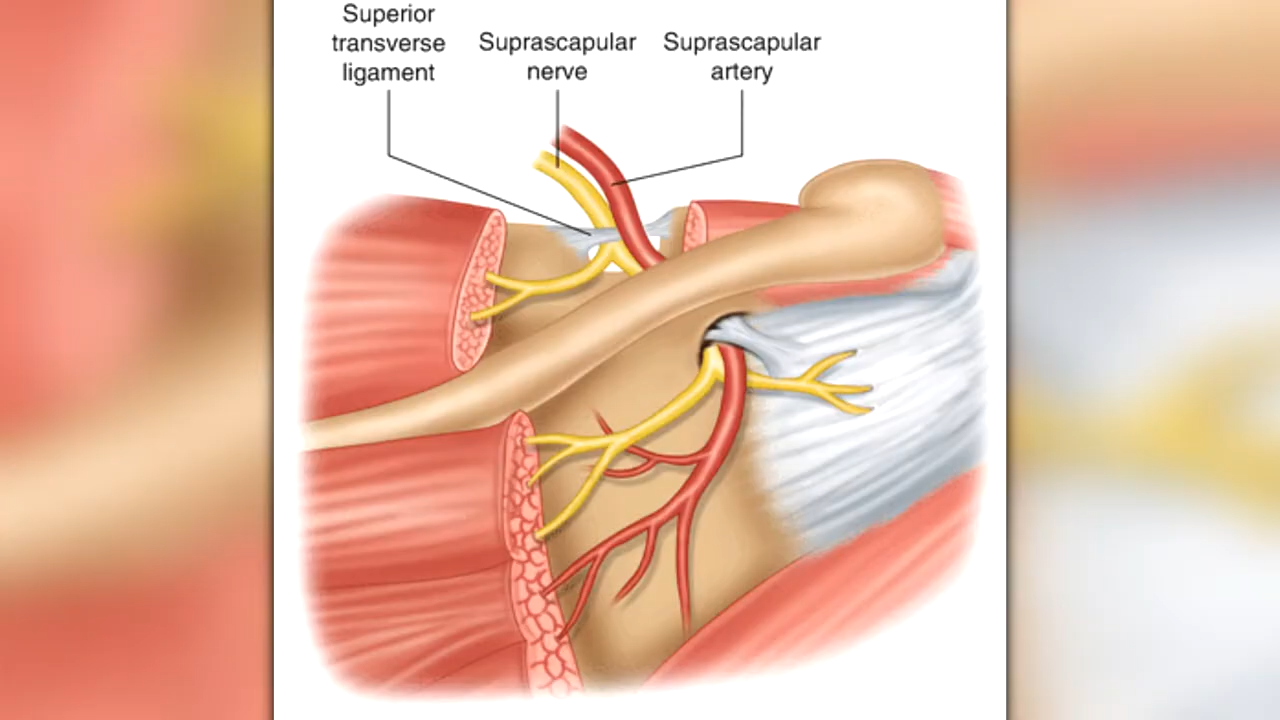 Superior
transverse
ligament
Suprascapular
nerve
Suprascapular
artery